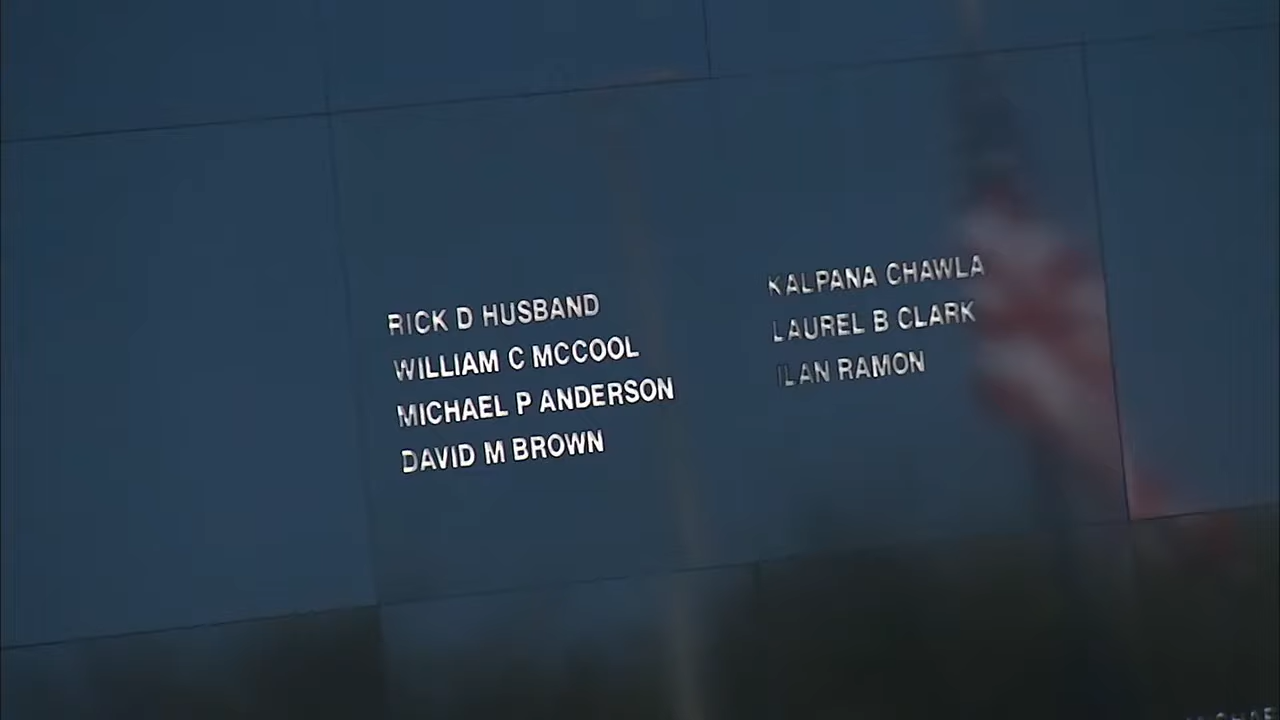 RICK D HUSBAND
WILLIAM C MCCOOL
MICHAEL P ANDERSON
DAVID M BROWN
KALPANA CHAWLA
LAUREL B CLARK
ILAN RAMON